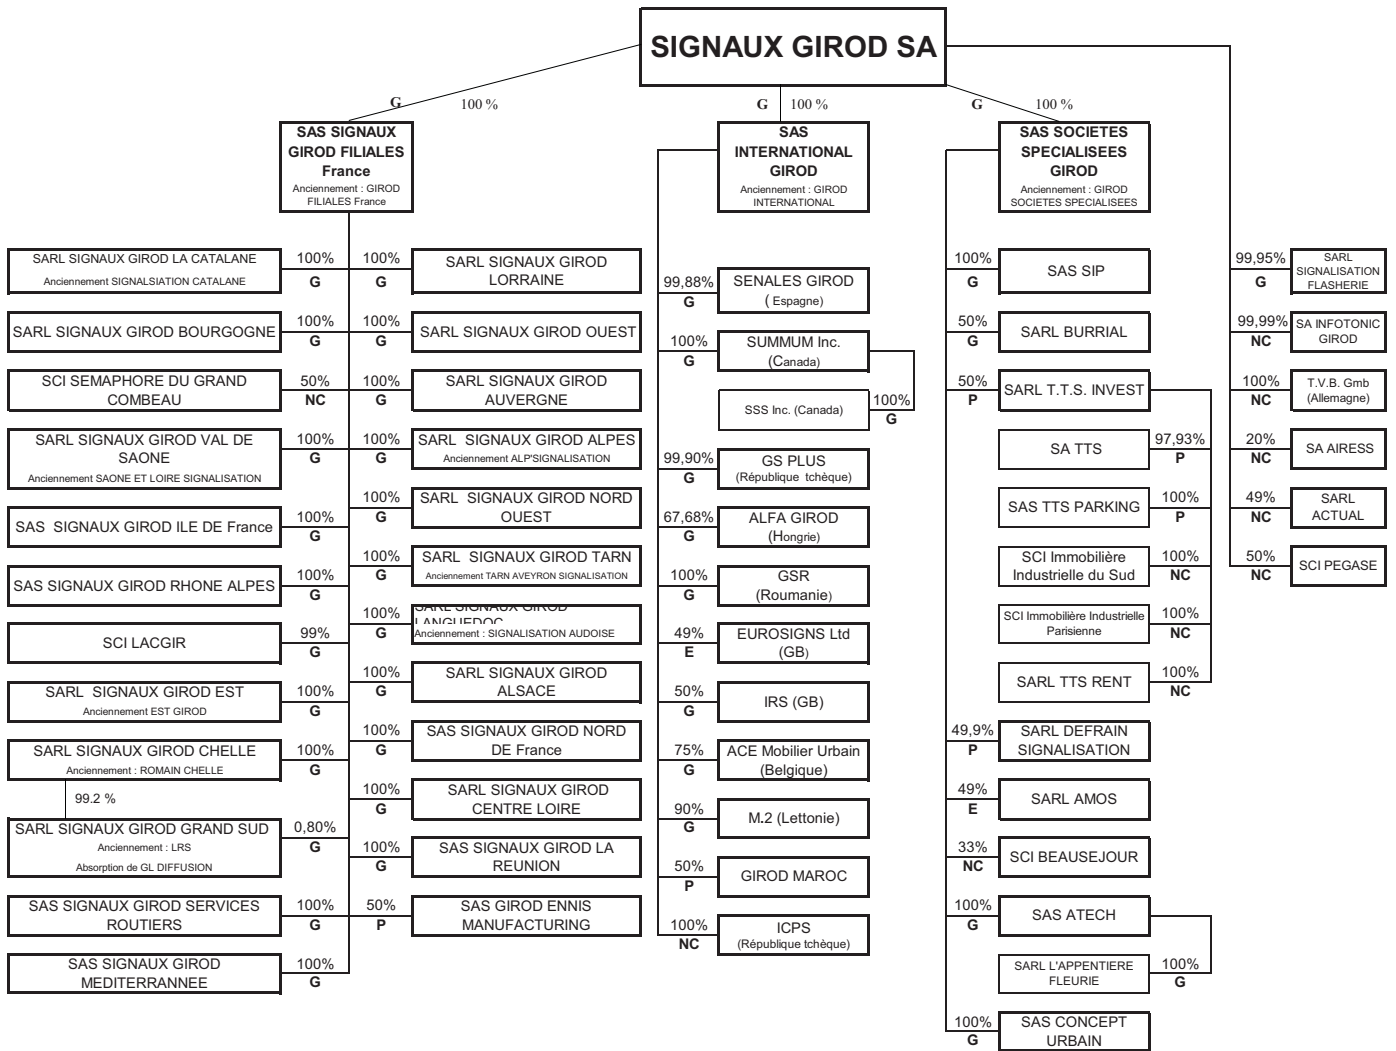 SIGNAUX GIROD SA
G 100 %
G 100 %
G 100 %
SAS SIGNAUX
GIROD FILIALES
France
Anciennement : GIROD
FILIALES France
SAS
INTERNATIONAL
GIROD
Anciennement : GIROD
INTERNATIONAL
SAS SOCIETES
SPECIALISEES
GIROD
Anciennement : GIROD
SOCIETES SPECIALISEES
SARL SIGNAUX GIROD LA CATALANE
Anciennement SIGNALSIATION CATALANE
100%
G
SARL SIGNAUX GIROD BOURGOGNE
100%
G
SCI SEMAPHORE DU GRAND
COMBEAU
50%
NC
SARL SIGNAUX GIROD VAL DE
SAONE
Anciennement SAONE ET LOIRE SIGNALISATION
100%
G
SAS SIGNAUX GIROD ILE DE France
100%
G
SAS SIGNAUX GIROD RHONE ALPES
100%
G
SCI LACGIR
99%
G
SARL SIGNAUX GIROD EST
Anciennement EST GIROD
100%
G
SARL SIGNAUX GIROD CHELLE
Anciennement : ROMAIN CHELLE
100%
G
99.2 %
SARL SIGNAUX GIROD GRAND SUD
Anciennement : LRS
Absorption de GL DIFFUSION
0,80%
G
SAS SIGNAUX GIROD SERVICES
ROUTIERS
100%
G
SAS SIGNAUX GIROD
MEDITERRANNEE
100%
G
100%
G
SARL SIGNAUX GIROD
LORRAINE
100%
G
SARL SIGNAUX GIROD OUEST
100%
G
SARL SIGNAUX GIROD
AUVERGNE
100%
G
SARL SIGNAUX GIROD ALPES
Anciennement ALP'SIGNALISATION
100%
G
SARL SIGNAUX GIROD NORD
OUEST
100%
G
SARL SIGNAUX GIROD TARN
Anciennement TARN AVEYRON SIGNALISATION
100%
G
SARL SIGNAUX GIROD
LANGUEDOC
Anciennement : SIGNALISATION AUDOISE
100%
G
SARL SIGNAUX GIROD
ALSACE
100%
G
SAS SIGNAUX GIROD NORD
DE France
100%
G
SARL SIGNAUX GIROD
CENTRE LOIRE
100%
G
SAS SIGNAUX GIROD LA
REUNION
50%
P
SAS GIROD ENNIS
MANUFACTURING
99,88%
G
SENALES GIROD
( Espagne)
100%
G
SUMMUM Inc.
(Canada)
SSS Inc. (Canada)
100%
G
99,90%
G
GS PLUS
(République tchèque)
67,68%
G
ALFA GIROD
(Hongrie)
100%
G
GSR
(Roumanie)
49%
E
EUROSIGNS Ltd
(GB)
50%
G
IRS (GB)
75%
G
ACE Mobilier Urbain
(Belgique)
90%
G
M.2 (Lettonie)
50%
P
GIROD MAROC
100%
NC
ICPS
(République tchèque)
100%
G
SAS SIP
50%
G
SARL BURRIAL
50%
P
SARL T.T.S. INVEST
SA TTS
97,93%
P
SAS TTS PARKING
100%
P
SCI Immobilière
Industrielle du Sud
100%
NC
SCI Immobilière Industrielle
Parisienne
100%
NC
SARL TTS RENT
100%
NC
49,9%
P
SARL DEFRAIN
SIGNALISATION
49%
E
SARL AMOS
33%
NC
SCI BEAUSEJOUR
100%
G
SAS ATECH
SARL L'APPENTIERE
FLEURIE
100%
G
100%
G
SAS CONCEPT
URBAIN
99,95%
G
SARL
SIGNALISATION
FLASHERIE
99,99%
NC
SA INFOTONIC
GIROD
100%
NC
T.V.B. Gmb
(Allemagne)
20%
NC
SA AIRESS
49%
NC
SARL
ACTUAL
50%
NC
SCI PEGASE